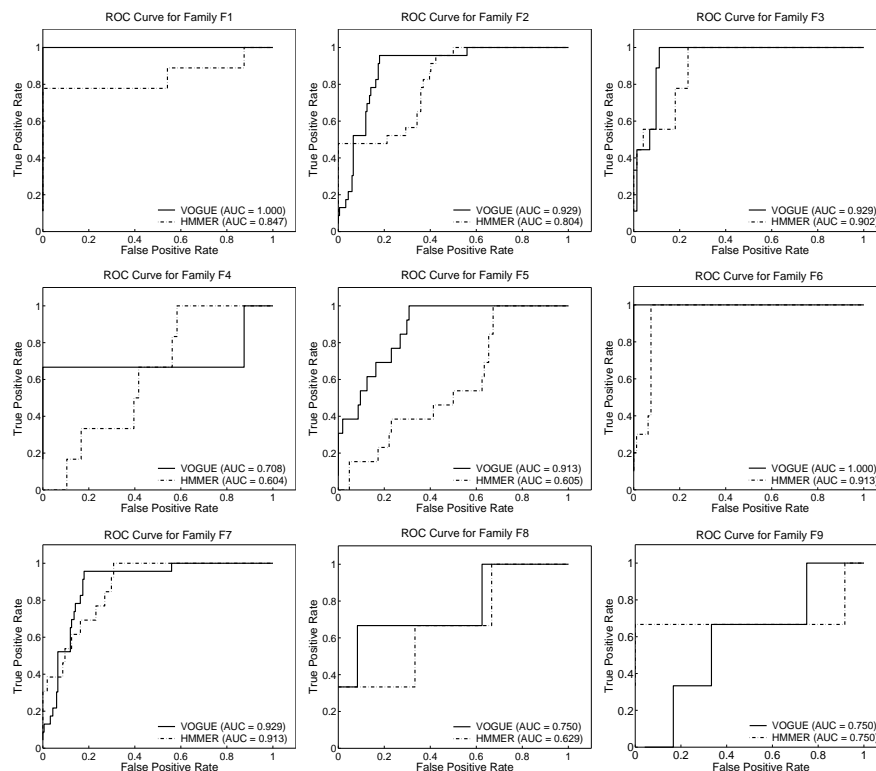 ROC Curve for Family F1
True Positive Rate
1
0.8
0.6
0.4
0.2
0
VOGUE (AUC = 1.000)
HMMER (AUC = 0.847)
0 0.2 0.4 0.6 0.8 1
False Positive Rate
ROC Curve for Family F2
True Positive Rate
1
0.8
0.6
0.4
0.2
0
VOGUE (AUC = 0.929)
HMMER (AUC = 0.804)
0 0.2 0.4 0.6 0.8 1
False Positive Rate
ROC Curve for Family F3
True Positive Rate
1
0.8
0.6
0.4
0.2
0
VOGUE (AUC = 0.929)
HMMER (AUC = 0.902)
0 0.2 0.4 0.6 0.8 1
False Positive Rate
ROC Curve for Family F4
True Positive Rate
1
0.8
0.6
0.4
0.2
0
VOGUE (AUC = 0.708)
HMMER (AUC = 0.604)
0 0.2 0.4 0.6 0.8 1
False Positive Rate
ROC Curve for Family F5
True Positive Rate
1
0.8
0.6
0.4
0.2
0
VOGUE (AUC = 0.913)
HMMER (AUC = 0.605)
0 0.2 0.4 0.6 0.8 1
False Positive Rate
ROC Curve for Family F6
True Positive Rate
1
0.8
0.6
0.4
0.2
0
VOGUE (AUC = 1.000)
HMMER (AUC = 0.913)
0 0.2 0.4 0.6 0.8 1
False Positive Rate
ROC Curve for Family F7
True Positive Rate
1
0.8
0.6
0.4
0.2
0
VOGUE (AUC = 0.929)
HMMER (AUC = 0.913)
0 0.2 0.4 0.6 0.8 1
False Positive Rate
ROC Curve for Family F8
True Positive Rate
1
0.8
0.6
0.4
0.2
0
VOGUE (AUC = 0.750)
HMMER (AUC = 0.629)
0 0.2 0.4 0.6 0.8 1
False Positive Rate
ROC Curve for Family F9
True Positive Rate
1
0.8
0.6
0.4
0.2
0
VOGUE (AUC = 0.750)
HMMER (AUC = 0.750)
0 0.2 0.4 0.6 0.8 1
False Positive Rate